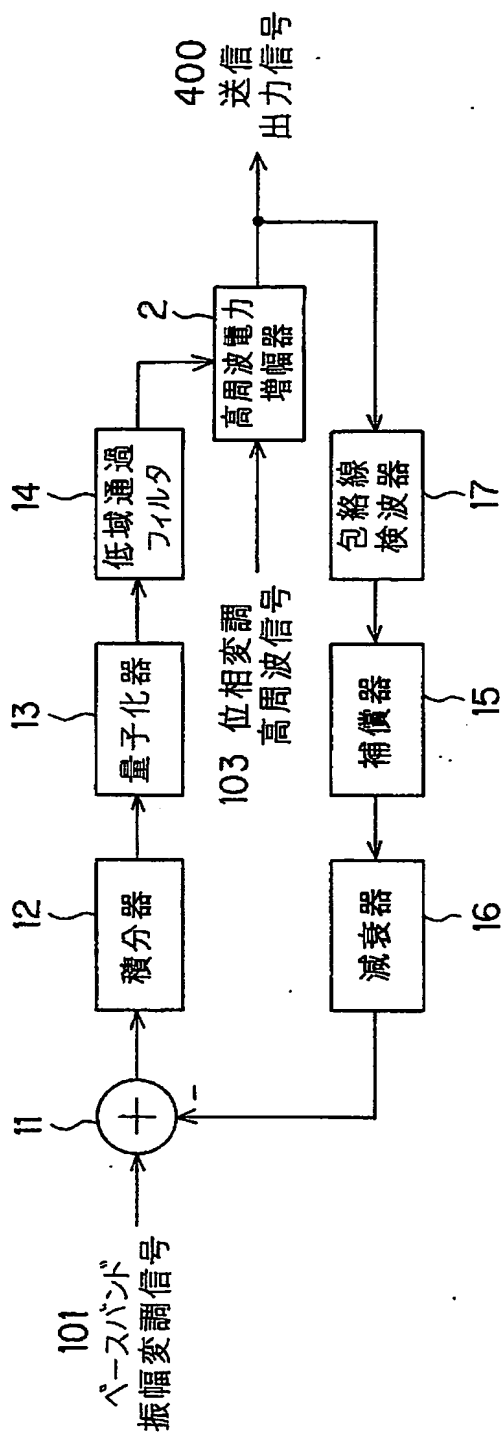 101
ベースバンド
振幅変調信号
11
+
-
12
積分器
13
量子化器
14
低域通過
フィルタ
2
高周波電力
増幅器
103 位相変調
高周波信号
400
送信
出力信号
17
包絡線
検波器
15
補償器
16
減衰器